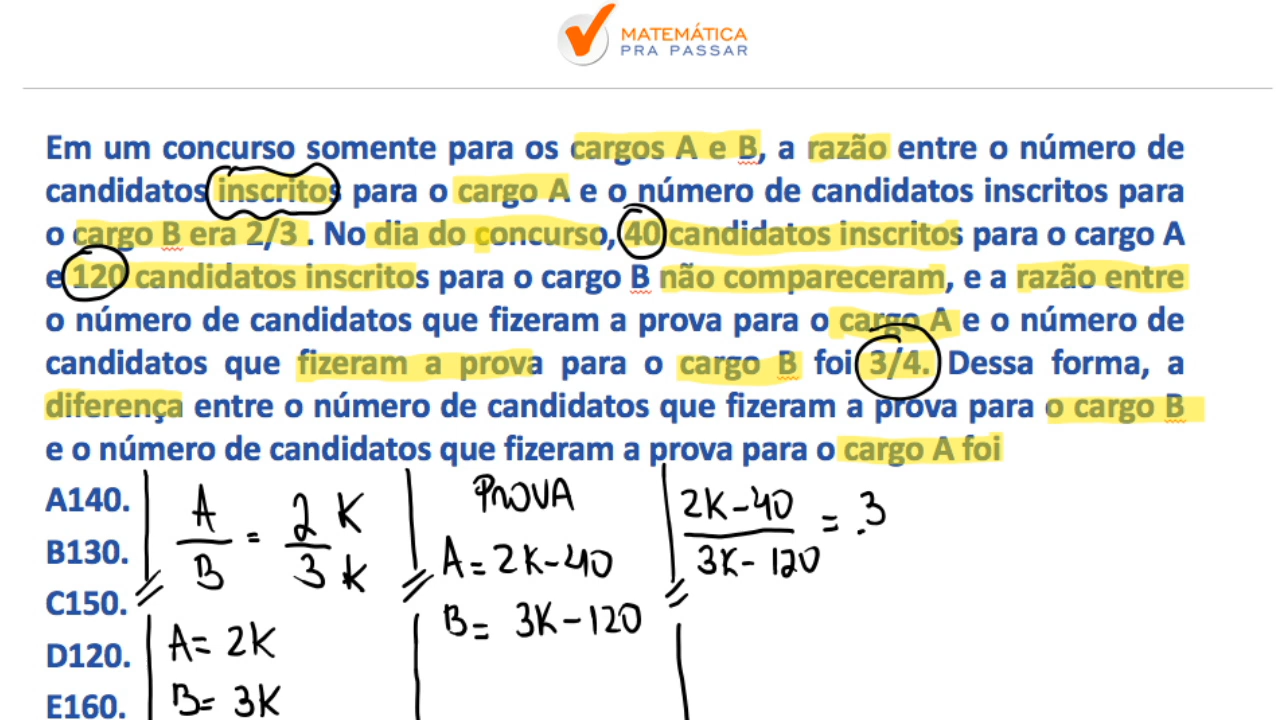 MATEMÁTICA
PRA PASSAR
Em um concurso somente para os cargos A e B, a razão entre o número de
candidatos inscritos para o cargo A e o número de candidatos inscritos para
o cargo B era 2/3 . No dia do concurso, 40 candidatos inscritos para o cargo A
e 120 candidatos inscritos para o cargo B não compareceram, e a razão entre
o número de candidatos que fizeram a prova para o cargo A e o número de
candidatos que fizeram a prova para o cargo B foi 3/4. Dessa forma, a
diferença entre o número de candidatos que fizeram a prova para o cargo B
e o número de candidatos que fizeram a prova para o cargo A foi
A140.
B130.
C150.
D120.
E160.
A/B = 2K/3K
A= 2K
B= 3K
PROVA
A= 2K-40
B= 3K-120
2K-40/3K-120 = 3